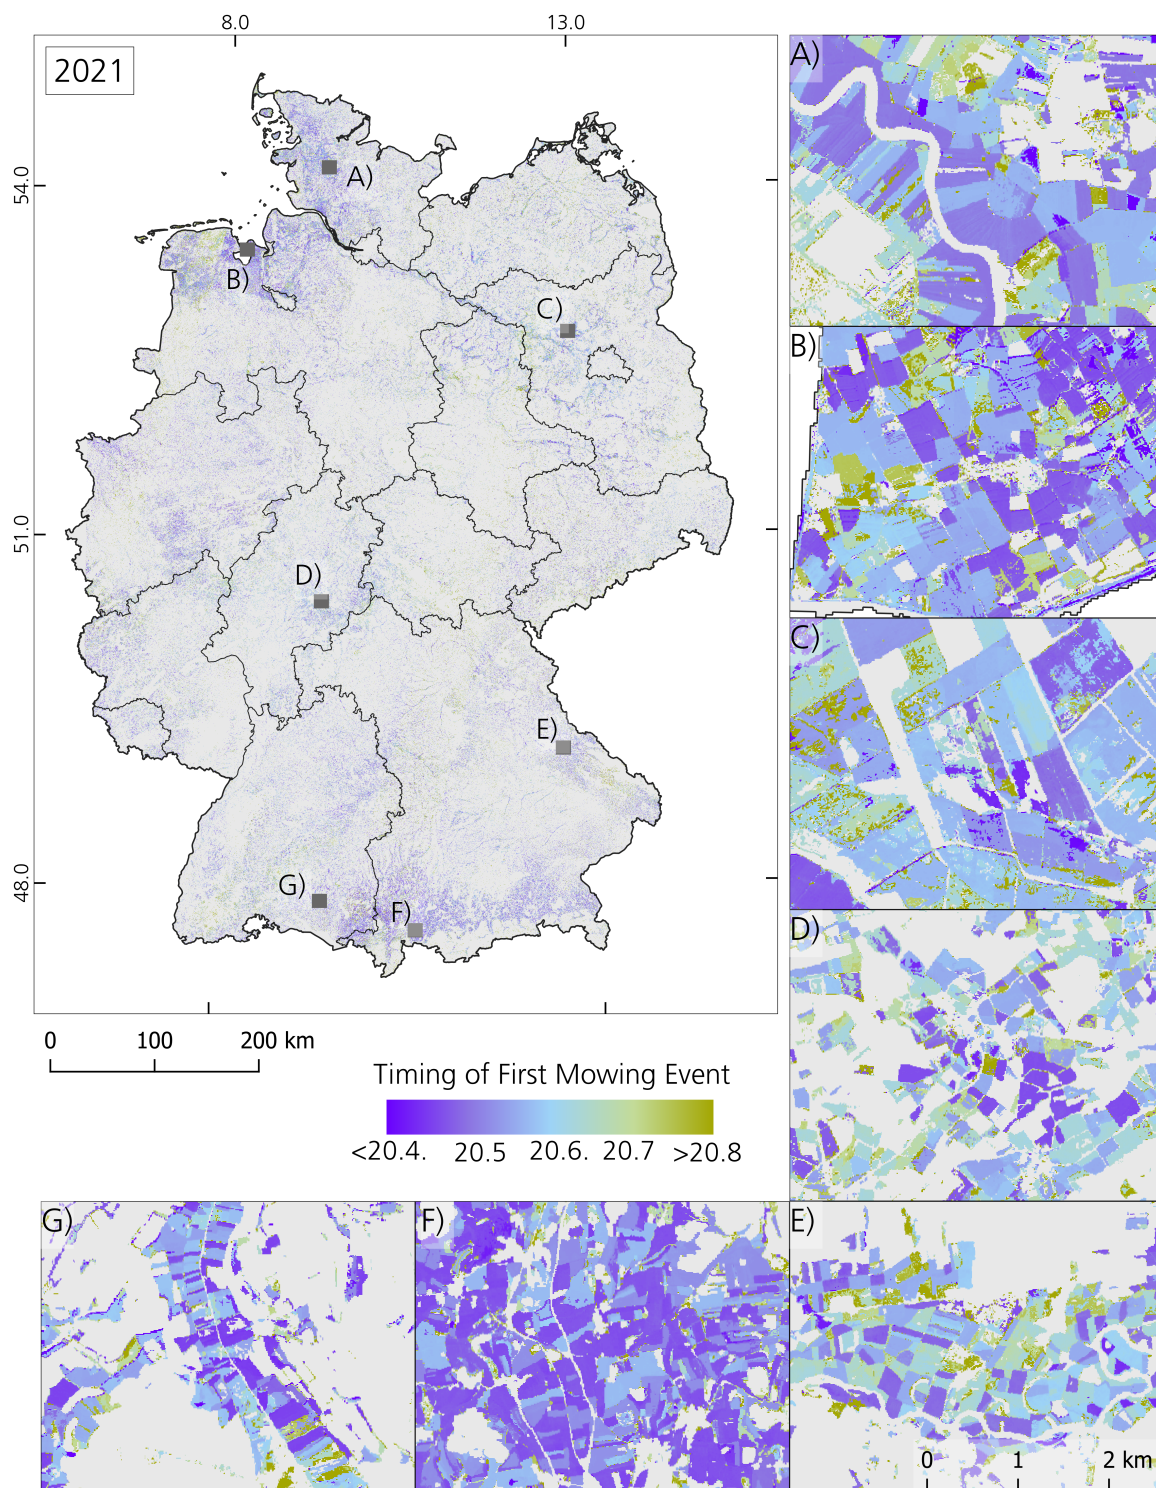 8.0 13.0
2021
54.0
51.0
48.0
A)
B)
C)
D)
E)
G)
F)
0 100 200 km
Timing of First Mowing Event
<20.4. 20.5 20.6. 20.7 >20.8
A)
B)
C)
D)
G)
F)
E)
0 1 2 km